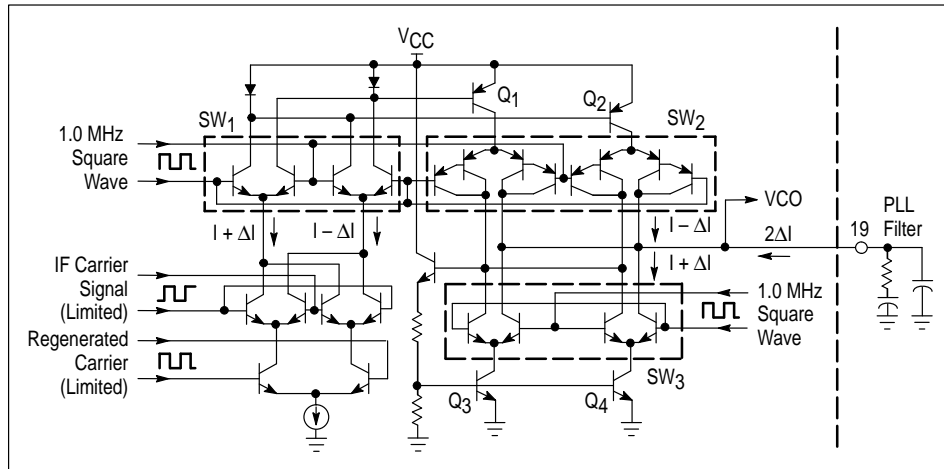 VCC
Q1
Q2
SW1
SW2
1.0 MHz
Square
Wave
VCO
19
PLL
Filter
I + ΔI
I – ΔI
I – ΔI
2ΔI
I + ΔI
IF Carrier
Signal
(Limited)
1.0 MHz
Square
Wave
Regenerated
Carrier
(Limited)
SW3
Q3
Q4